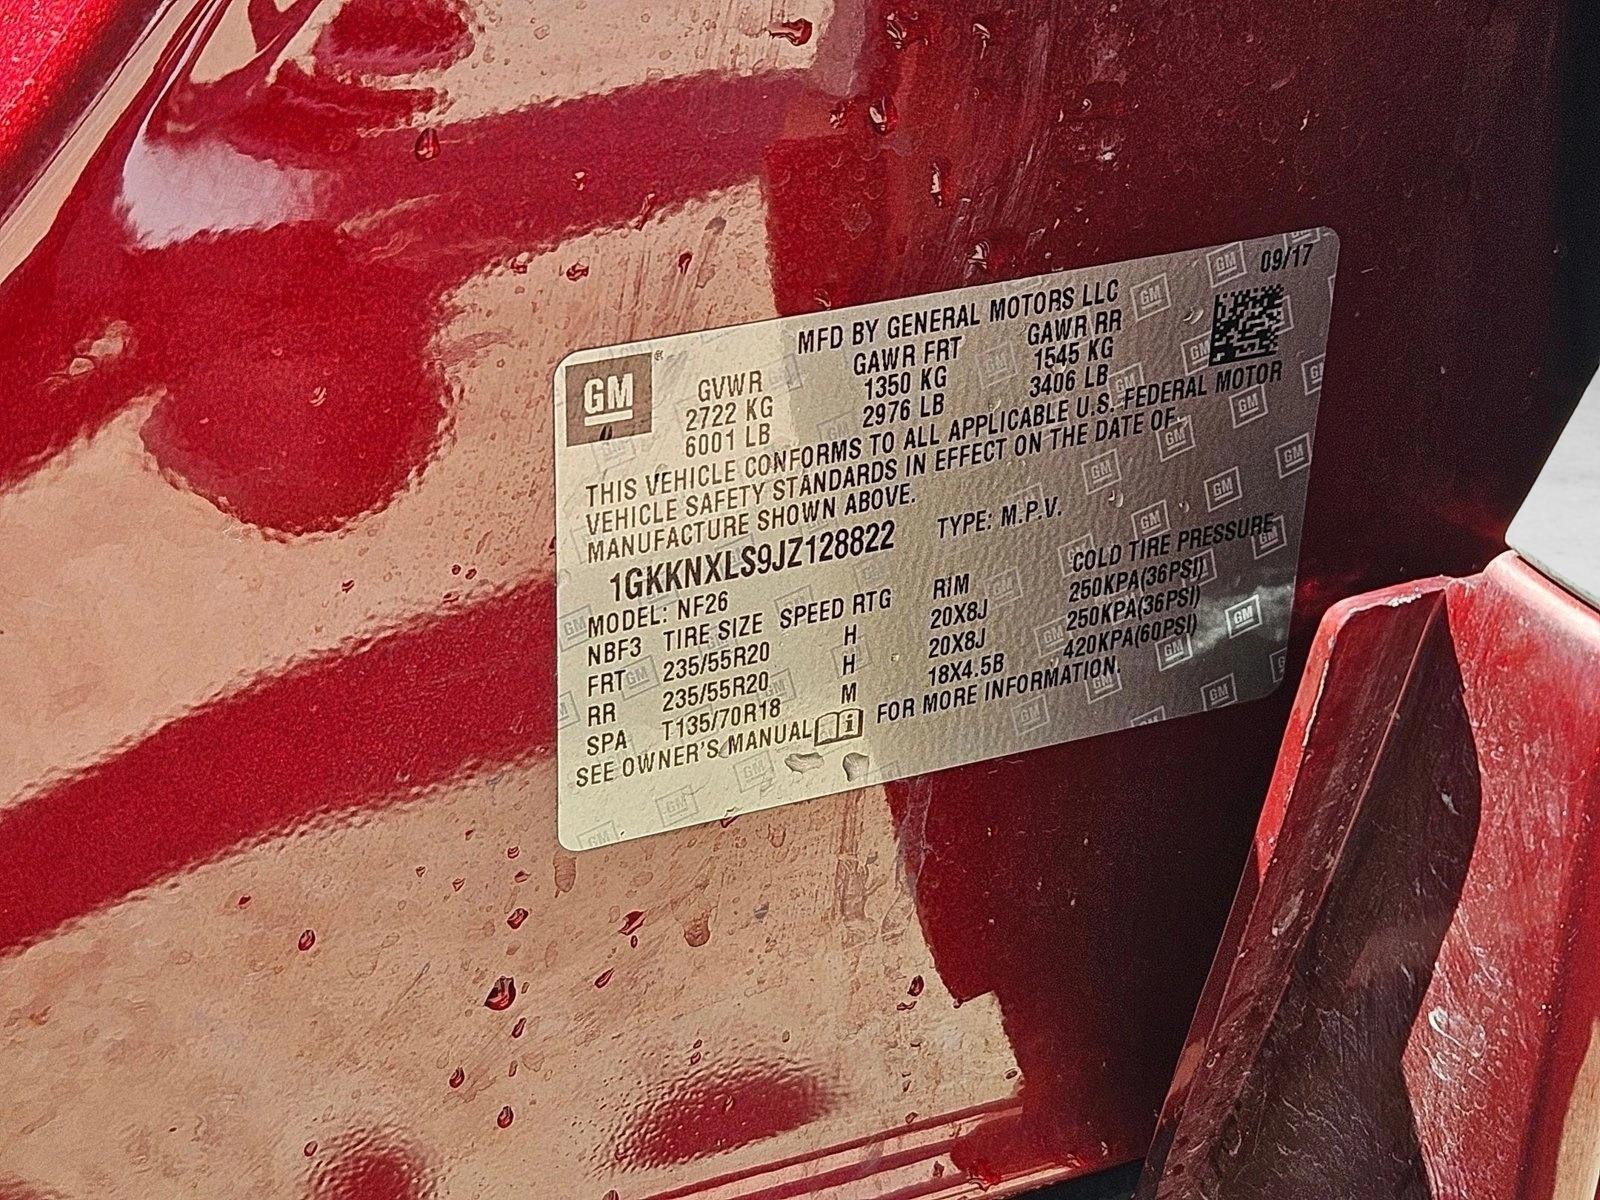 09/17
MFD BY GENERAL MOTORS LLC
GM®
GVWR GAWR FRT GAWR RR
2722 KG 1350 KG 1545 KG
6001 LB 2976 LB 3406 LB
THIS VEHICLE CONFORMS TO ALL APPLICABLE U.S. FEDERAL MOTOR
VEHICLE SAFETY STANDARDS IN EFFECT ON THE DATE OF
MANUFACTURE SHOWN ABOVE.
1GKKNXLS9JZ128822 TYPE: M.P.V.
MODEL: NF26
NBF3 TIRE SIZE SPEED RTG RIM COLD TIRE PRESSURE
FRT 235/55R20 H 20X8J 250KPA(36PSI)
RR 235/55R20 H 20X8J 250KPA(36PSI)
SPA T135/70R18 M 18X4.5B 420KPA(60PSI)
SEE OWNER'S MANUAL FOR MORE INFORMATION.